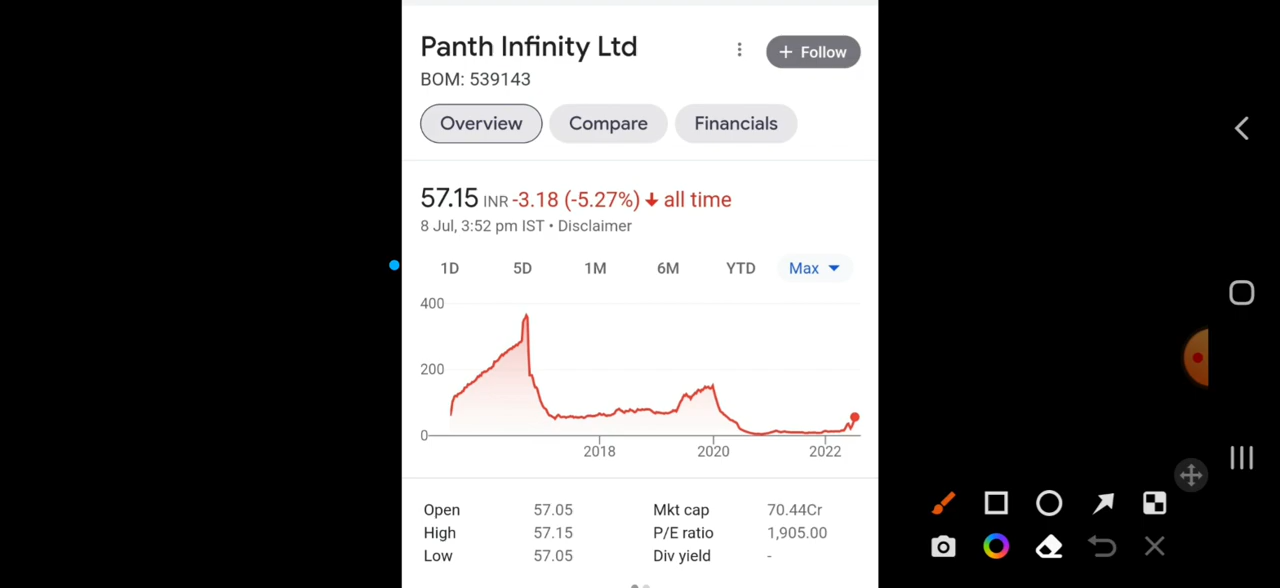 Panth Infinity Ltd
+ Follow
BOM: 539143
Overview Compare Financials
57.15 INR -3.18 (-5.27%) ↓ all time
8 Jul, 3:52 pm IST • Disclaimer
1D 5D 1M 6M YTD Max
400
200
0
2018 2020 2022
Open 57.05 Mkt cap 70.44Cr
High 57.15 P/E ratio 1,905.00
Low 57.05 Div yield -